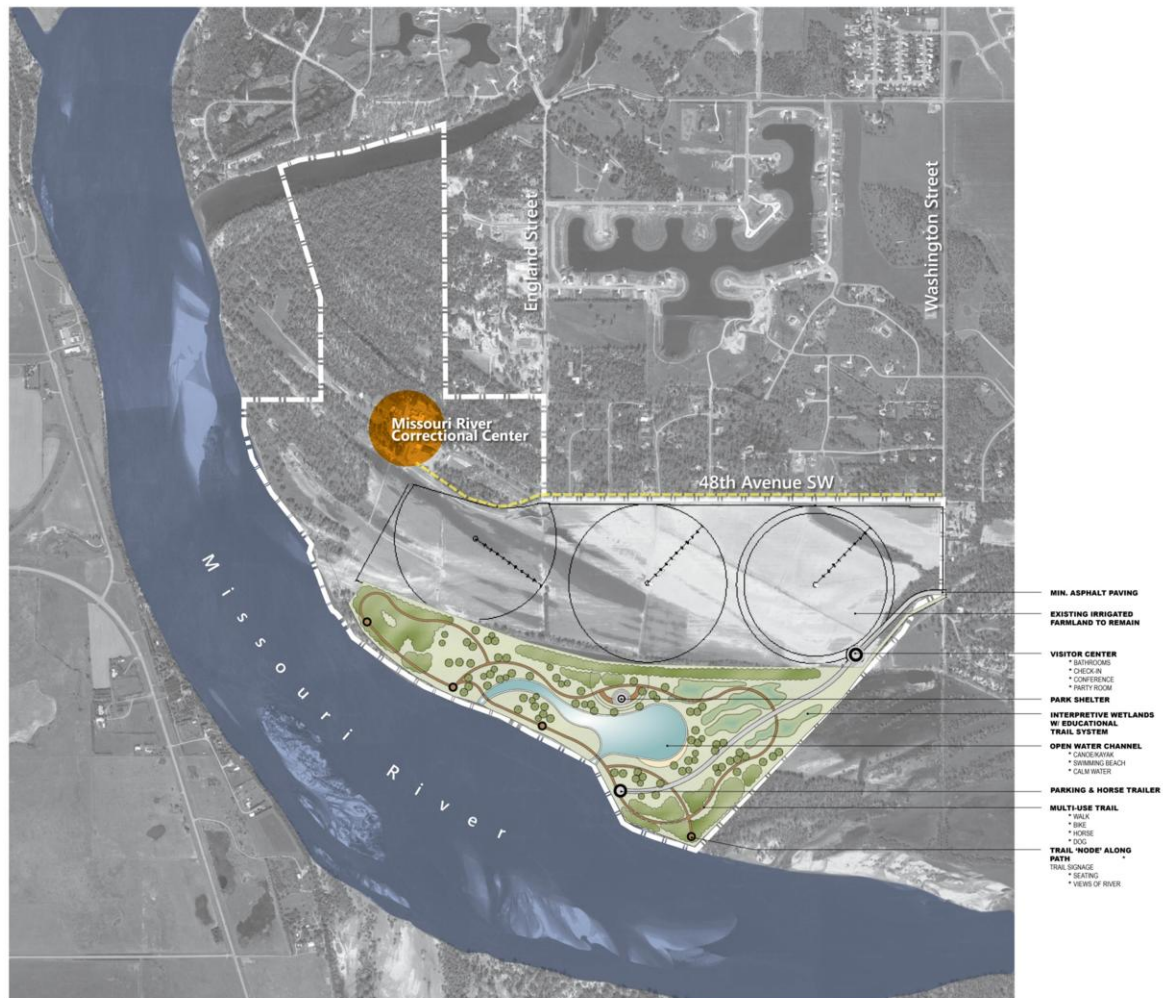 England Street
Washington Street
Missouri River
Correctional Center
48th Avenue SW
Missouri River
MIN. ASPHALT PAVING
EXISTING IRRIGATED
FARMLAND TO REMAIN
VISITOR CENTER
* BATHROOMS
* CHECK-IN
* CONFERENCE
* PARTY ROOM
PARK SHELTER
INTERPRETIVE WETLANDS
W/ EDUCATIONAL
TRAIL SYSTEM
OPEN WATER CHANNEL
* CANOE/KAYAK
* SWIMMING BEACH
* CALM WATER
PARKING & HORSE TRAILER
MULTI-USE TRAIL
* WALK
* BIKE
* HORSE
* DOG
TRAIL 'NODE' ALONG
PATH *
TRAIL SIGNAGE
* SEATING
* VIEWS OF RIVER